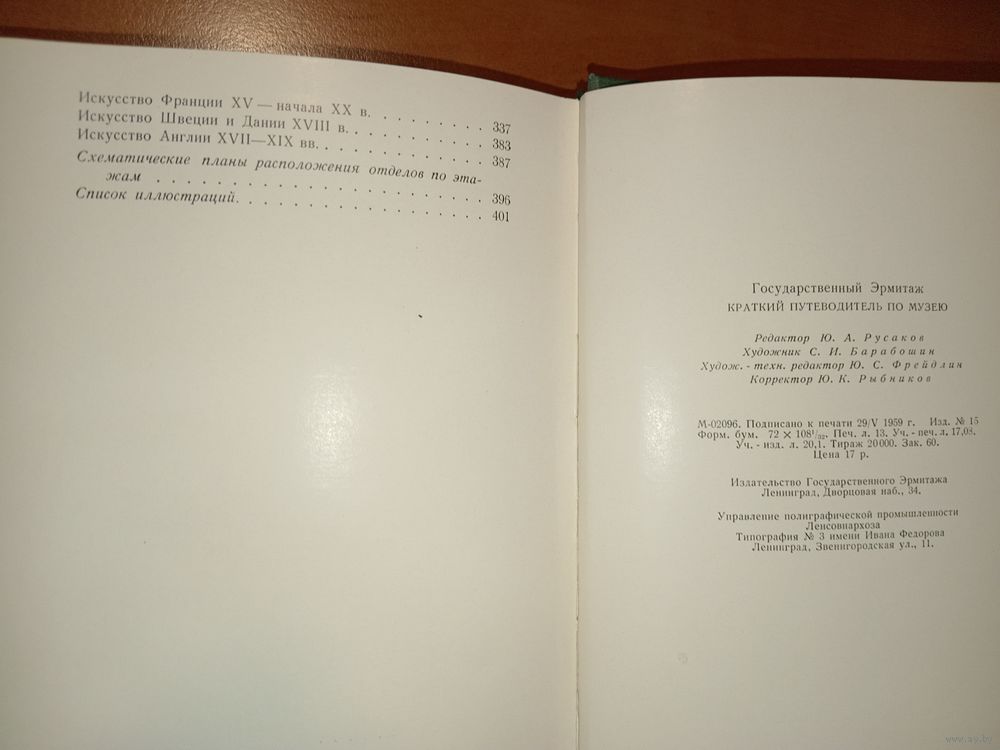 Искусство Франции XV — начала XX в. . . . . . . . . 337
Искусство Швеции и Дании XVIII в. . . . . . . . . . 383
Искусство Англии XVII—XIX вв. . . . . . . . . . . 387
Схематические планы расположения отделов по эта-
жам . . . . . . . . . . . . . . . . . . 396
Список иллюстраций. . . . . . . . . . . . . . 401
Государственный Эрмитаж
КРАТКИЙ ПУТЕВОДИТЕЛЬ ПО МУЗЕЮ
Редактор Ю. А. Русаков
Художник С. И. Барабошин
Худож.-техн. редактор Ю. С. Фрейдлин
Корректор Ю. К. Рыбников
М-02096. Подписано к печати 29/V 1959 г. Изд. № 15
Форм. бум. 72 × 108¹/₃₂. Печ. л. 13. Уч.-печ. л. 17,08.
Уч.-изд. л. 20,1. Тираж 20000. Зак. 60.
Цена 17 р.
Издательство Государственного Эрмитажа
Ленинград, Дворцовая наб., 34.
Управление полиграфической промышленности
Ленсовнархоза
Типография № 3 имени Ивана Федорова
Ленинград, Звенигородская ул., 11.
www.ay.by